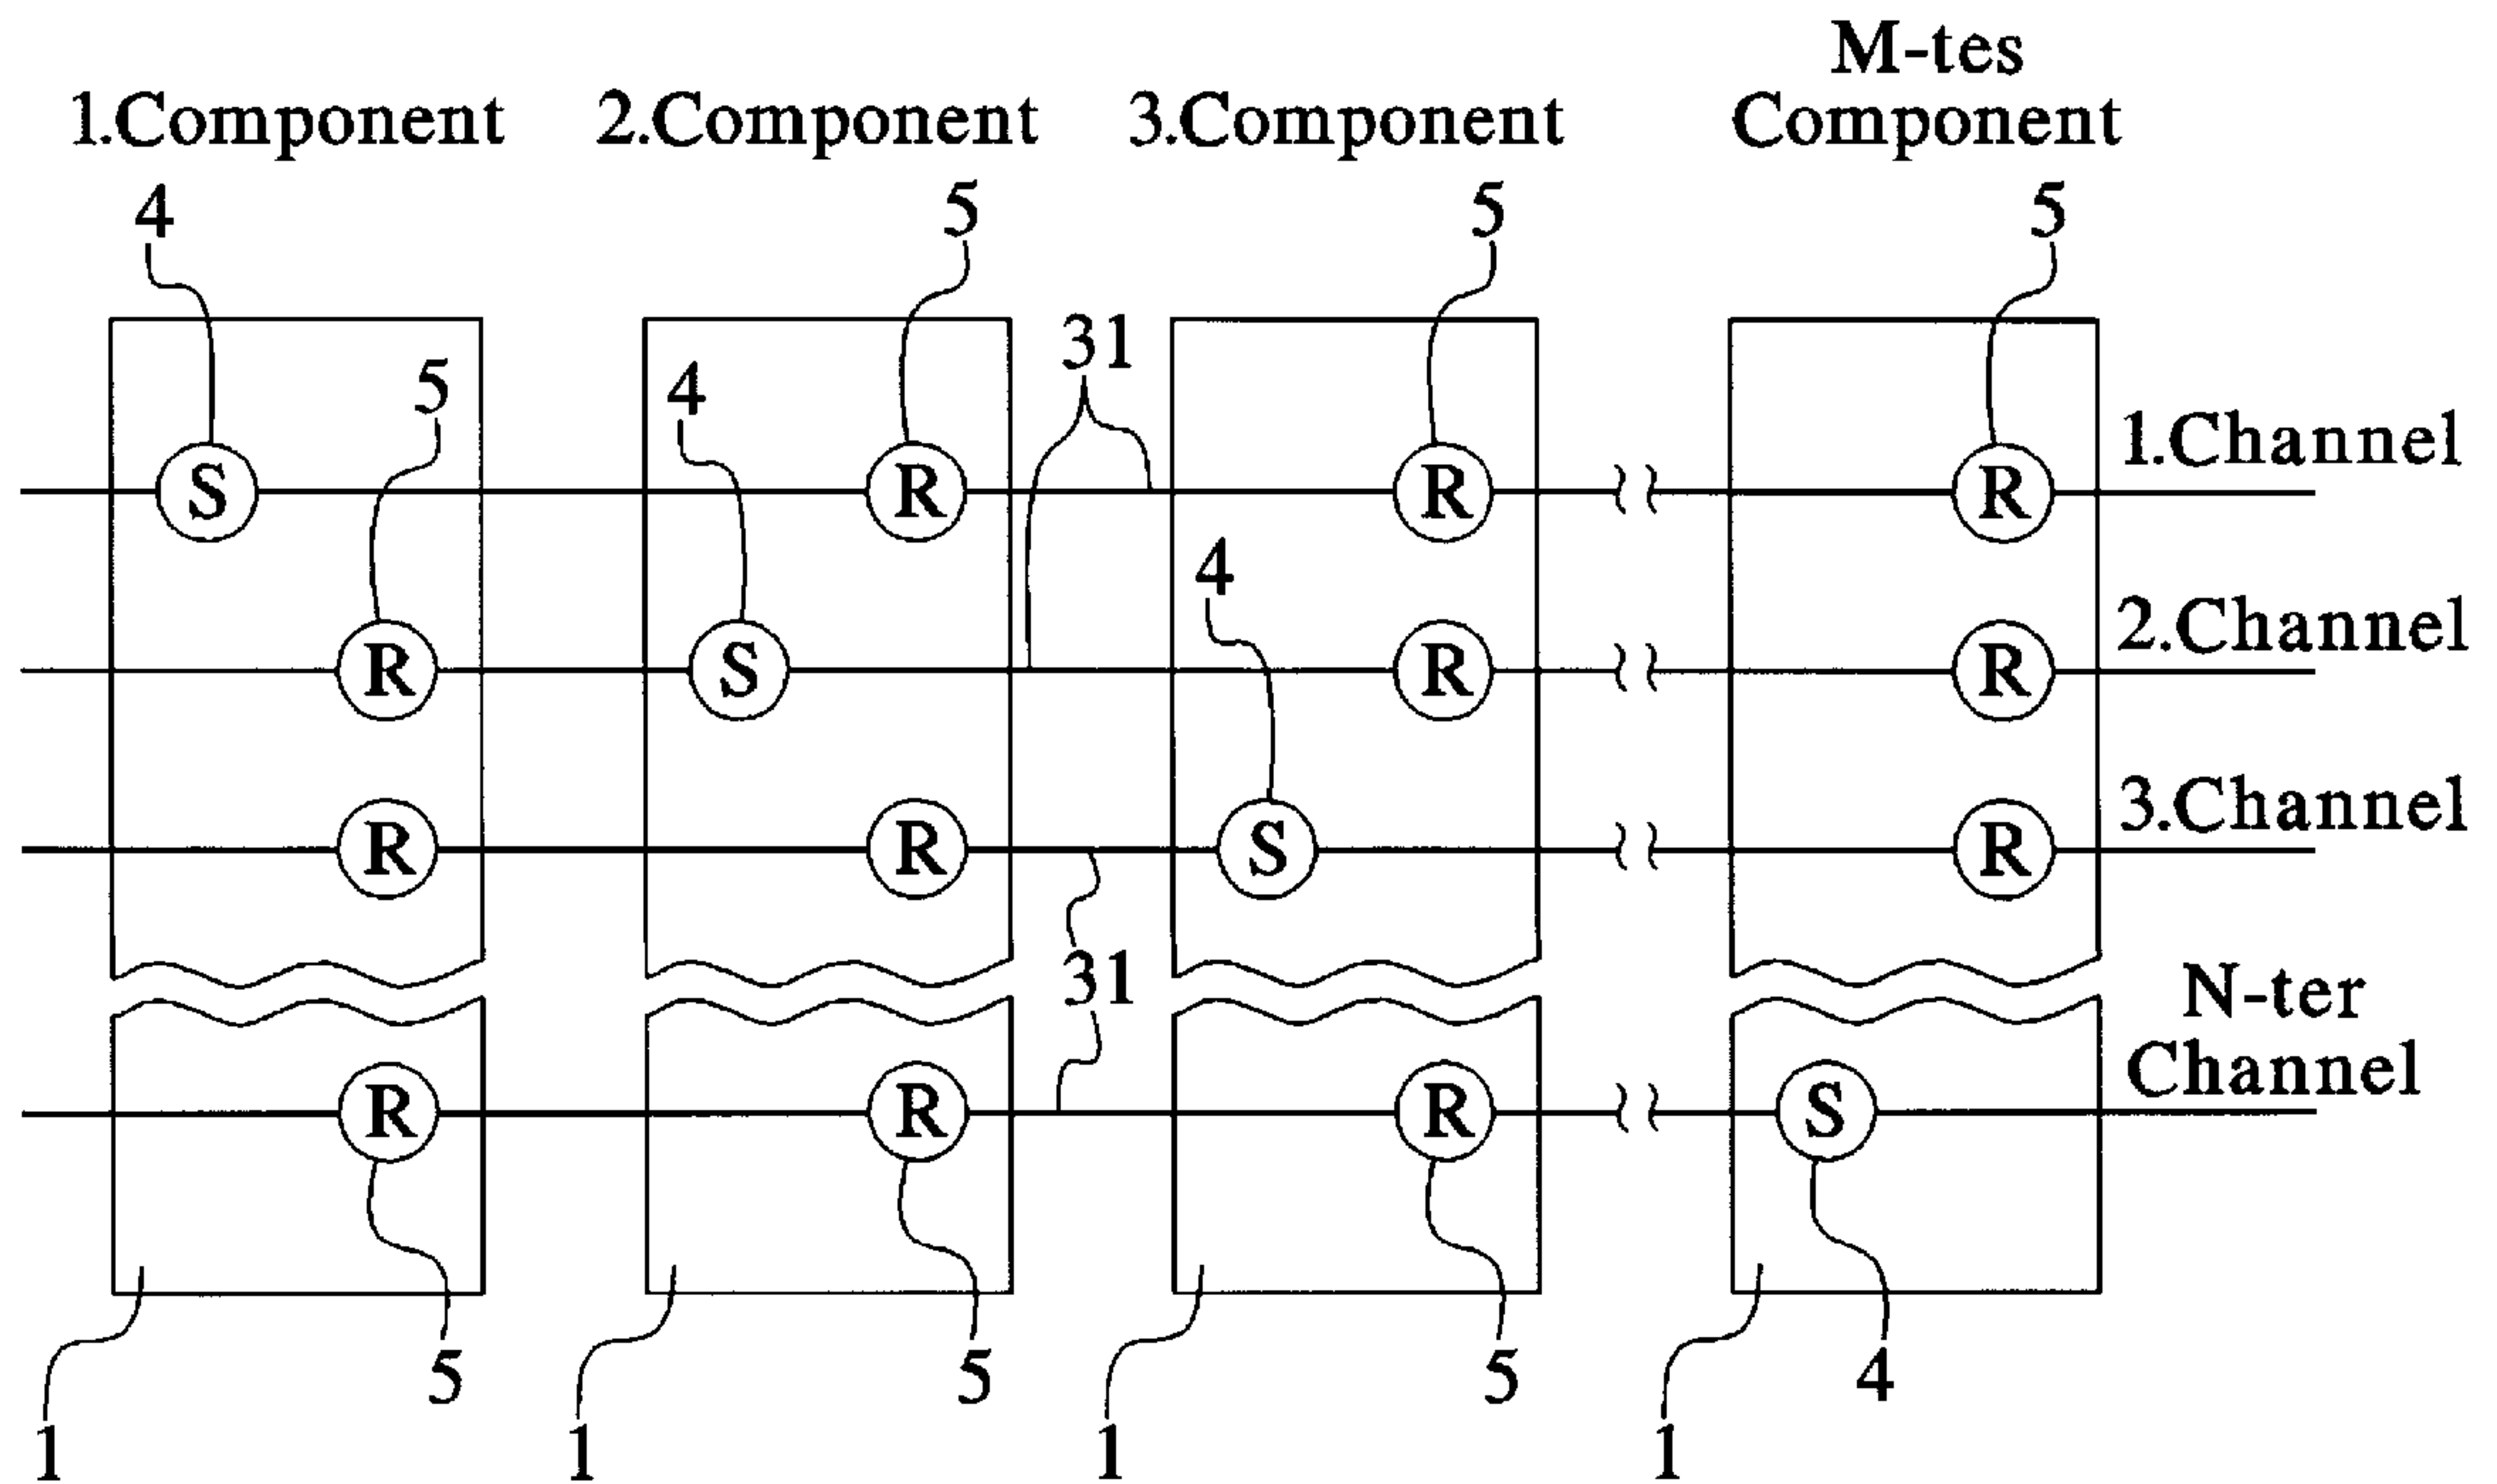 M-tes
1.Component 2.Component 3.Component Component
4 5 5 5
31
5 4
1.Channel
S R R R
4
2.Channel
R S R R
3.Channel
R R S R
31
N-ter
Channel
R R R S
5 5 5 4
1 1 1 1